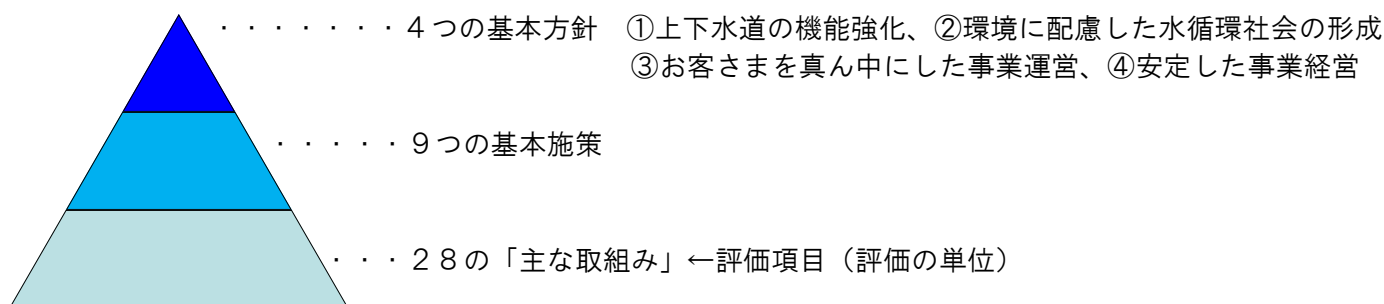 ・・・・・・・４つの基本方針　①上下水道の機能強化、②環境に配慮した水循環社会の形成
③お客さまを真ん中にした事業運営、④安定した事業経営
・・・・・９つの基本施策
・・・２８の「主な取組み」←評価項目（評価の単位）